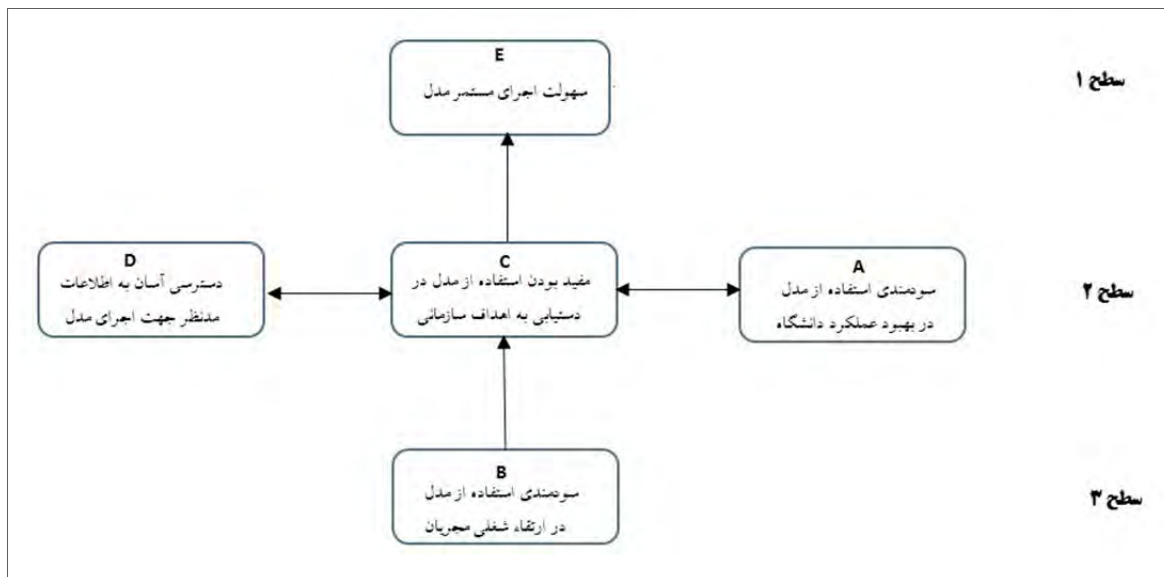 E
سهولت اجرای مستمر مدل
سطح ۱
A
سودمندی استفاده از مدل
در بهبود عملکرد دانشگاه
C
مفید بودن استفاده از مدل در
دستیابی به اهداف سازمانی
D
دسترسی آسان به اطلاعات
مدنظر جهت اجرای مدل
سطح ۲
B
سودمندی استفاده از مدل
در ارتقاء شغلی مجریان
سطح ۳